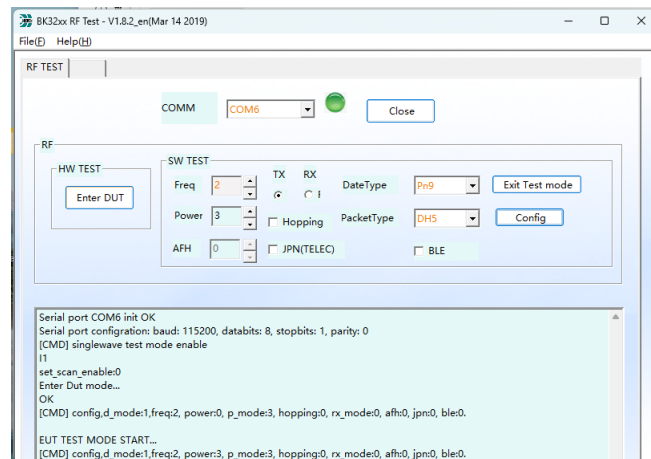 BK32xx RF Test - V1.8.2_en(Mar 14 2019)
File(F) Help(H)
RF TEST
COMM COM6 Close
RF
HW TEST
Enter DUT
SW TEST
TX RX
Freq 2 DateType Pn9 Exit Test mode
Power 3 Hopping PacketType DH5 Config
AFH 0 JPN(TELEC) BLE
Serial port COM6 init OK
Serial port configration: baud: 115200, databits: 8, stopbits: 1, parity: 0
[CMD] singlewave test mode enable
I1
set_scan_enable:0
Enter Dut mode...
OK
[CMD] config,d_mode:1,freq:2, power:0, p_mode:3, hopping:0, rx_mode:0, afh:0, jpn:0, ble:0.
EUT TEST MODE START...
[CMD] config,d_mode:1,freq:2, power:3, p_mode:3, hopping:0, rx_mode:0, afh:0, jpn:0, ble:0.